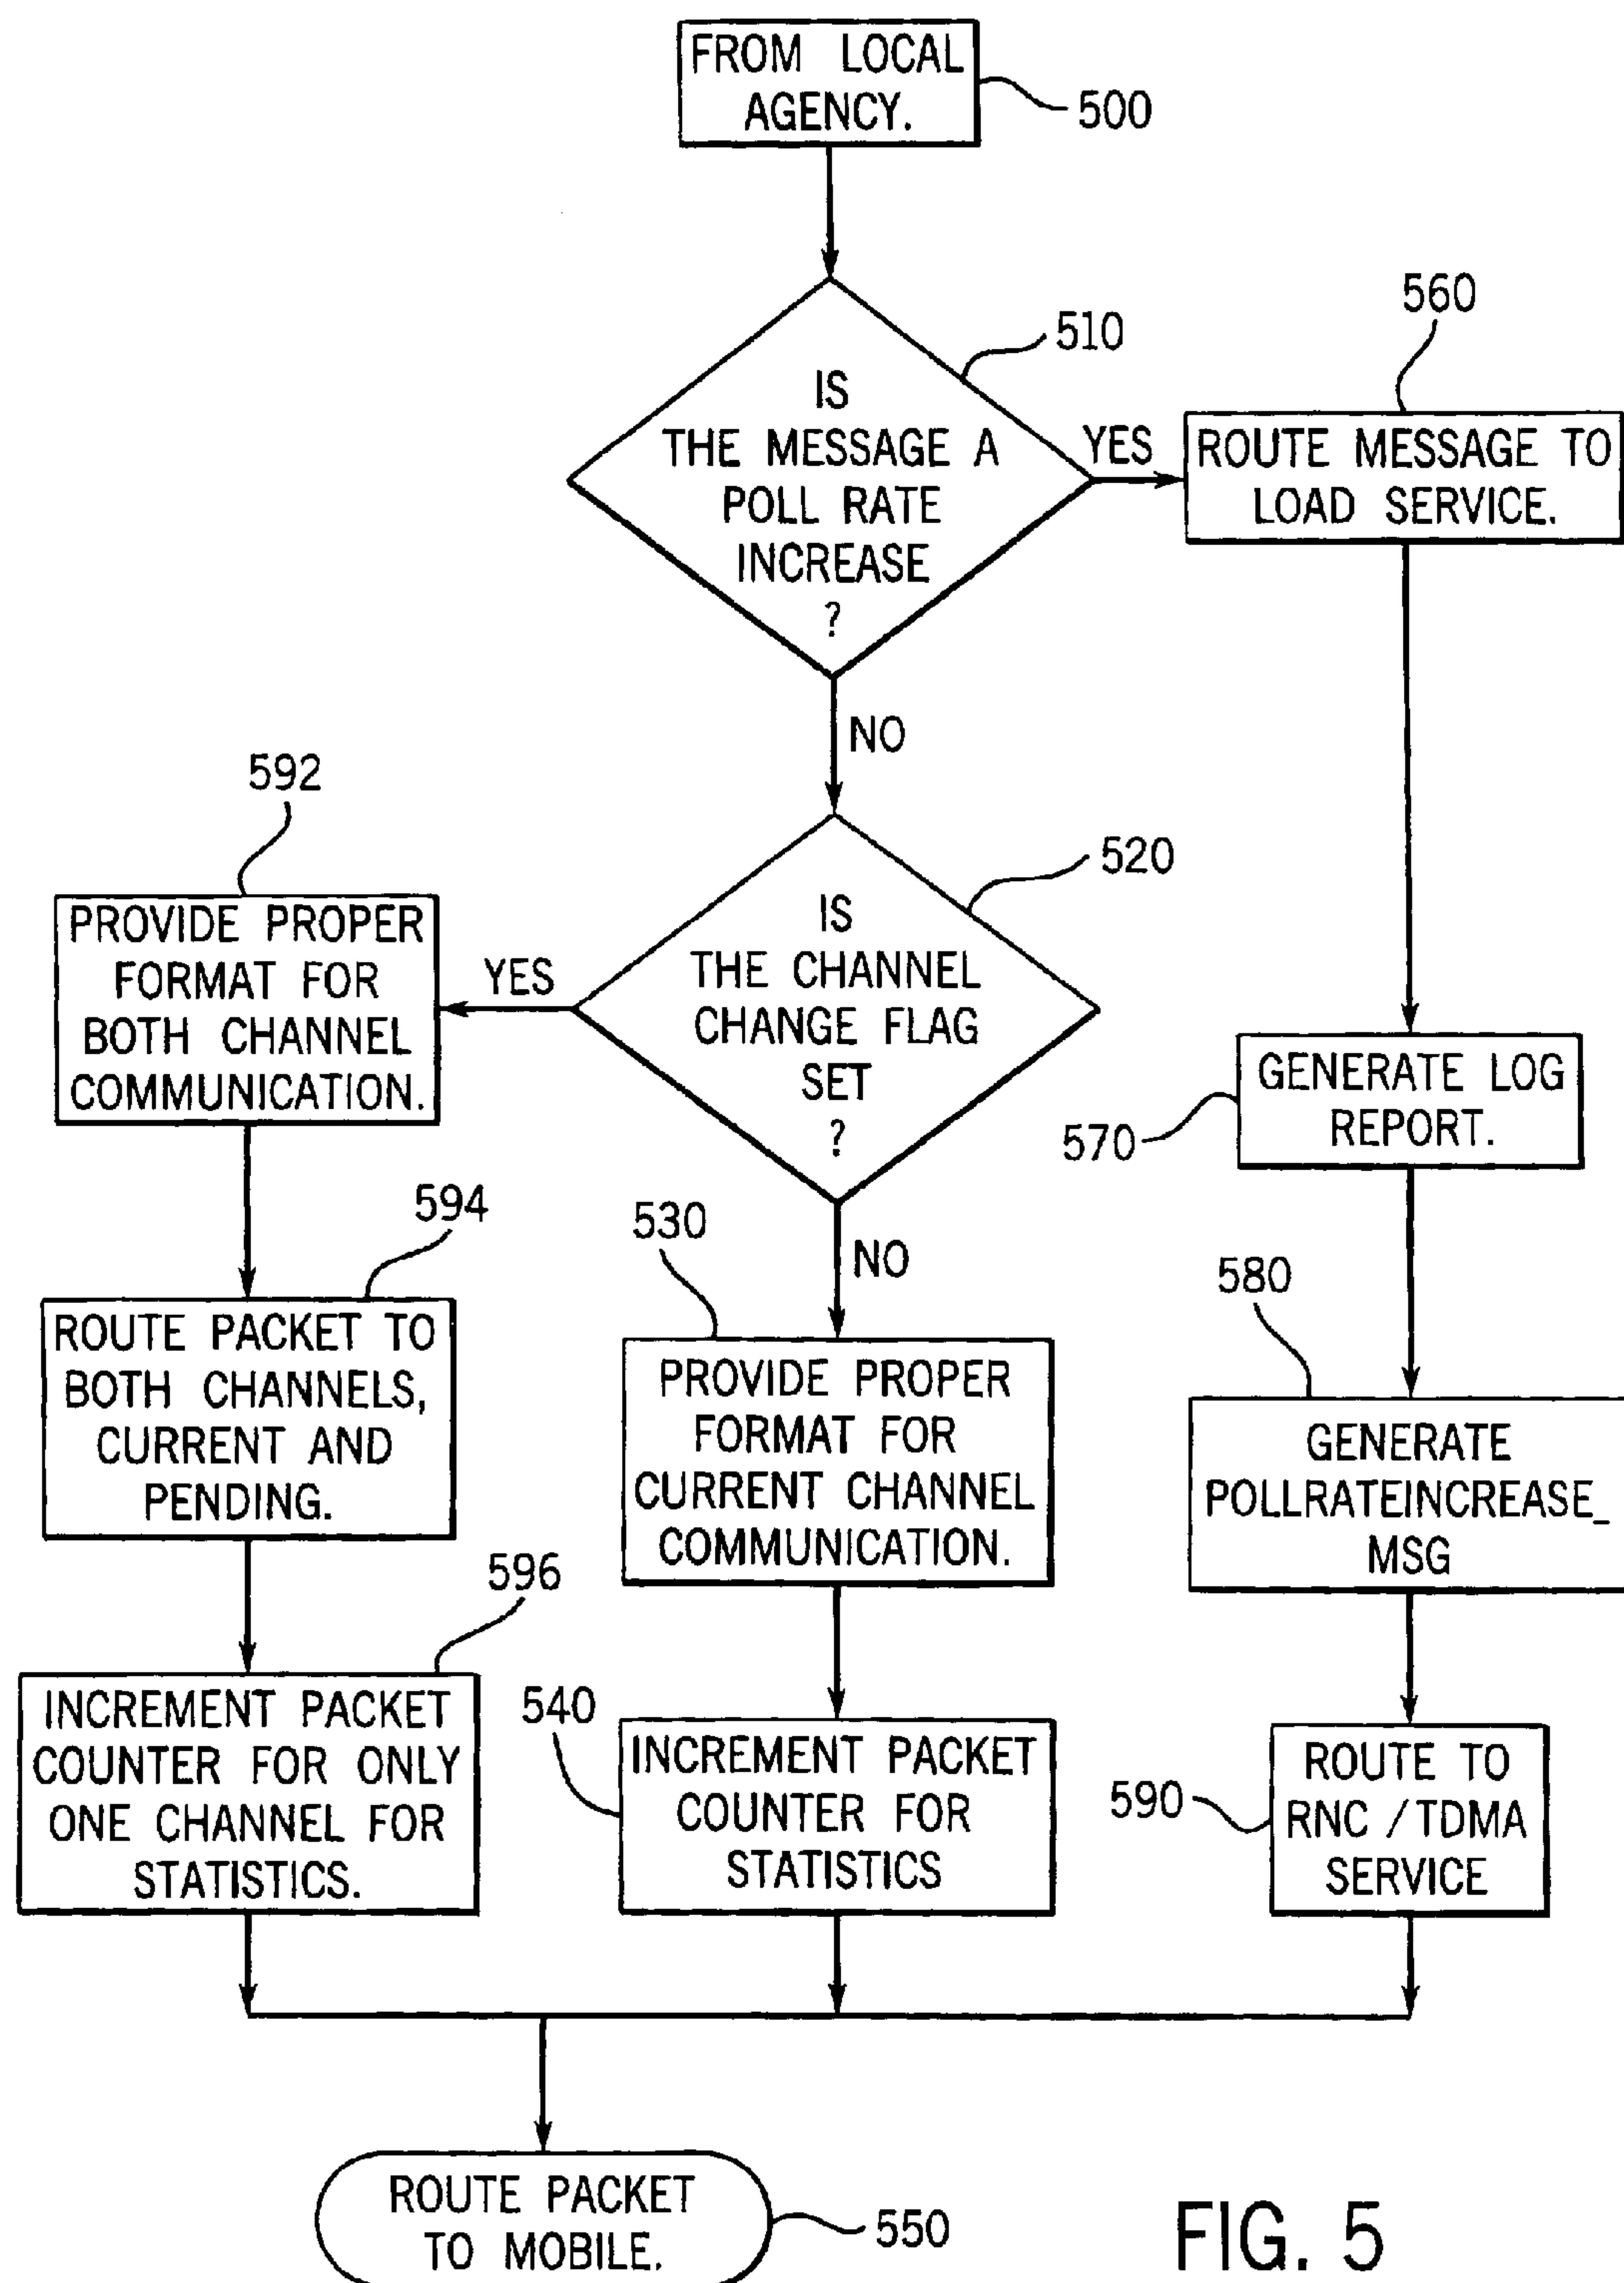 FROM LOCAL
AGENCY.
500
510
IS
THE MESSAGE A
POLL RATE
INCREASE
?
YES
560
ROUTE MESSAGE TO
LOAD SERVICE.
NO
592
PROVIDE PROPER
FORMAT FOR
BOTH CHANNEL
COMMUNICATION.
YES
520
IS
THE CHANNEL
CHANGE FLAG
SET
?
NO
570
GENERATE LOG
REPORT.
594
ROUTE PACKET TO
BOTH CHANNELS,
CURRENT AND
PENDING.
530
PROVIDE PROPER
FORMAT FOR
CURRENT CHANNEL
COMMUNICATION.
580
GENERATE
POLLRATEINCREASE_
MSG
596
INCREMENT PACKET
COUNTER FOR ONLY
ONE CHANNEL FOR
STATISTICS.
540
INCREMENT PACKET
COUNTER FOR
STATISTICS
590
ROUTE TO
RNC / TDMA
SERVICE
ROUTE PACKET
TO MOBILE.
550
FIG. 5